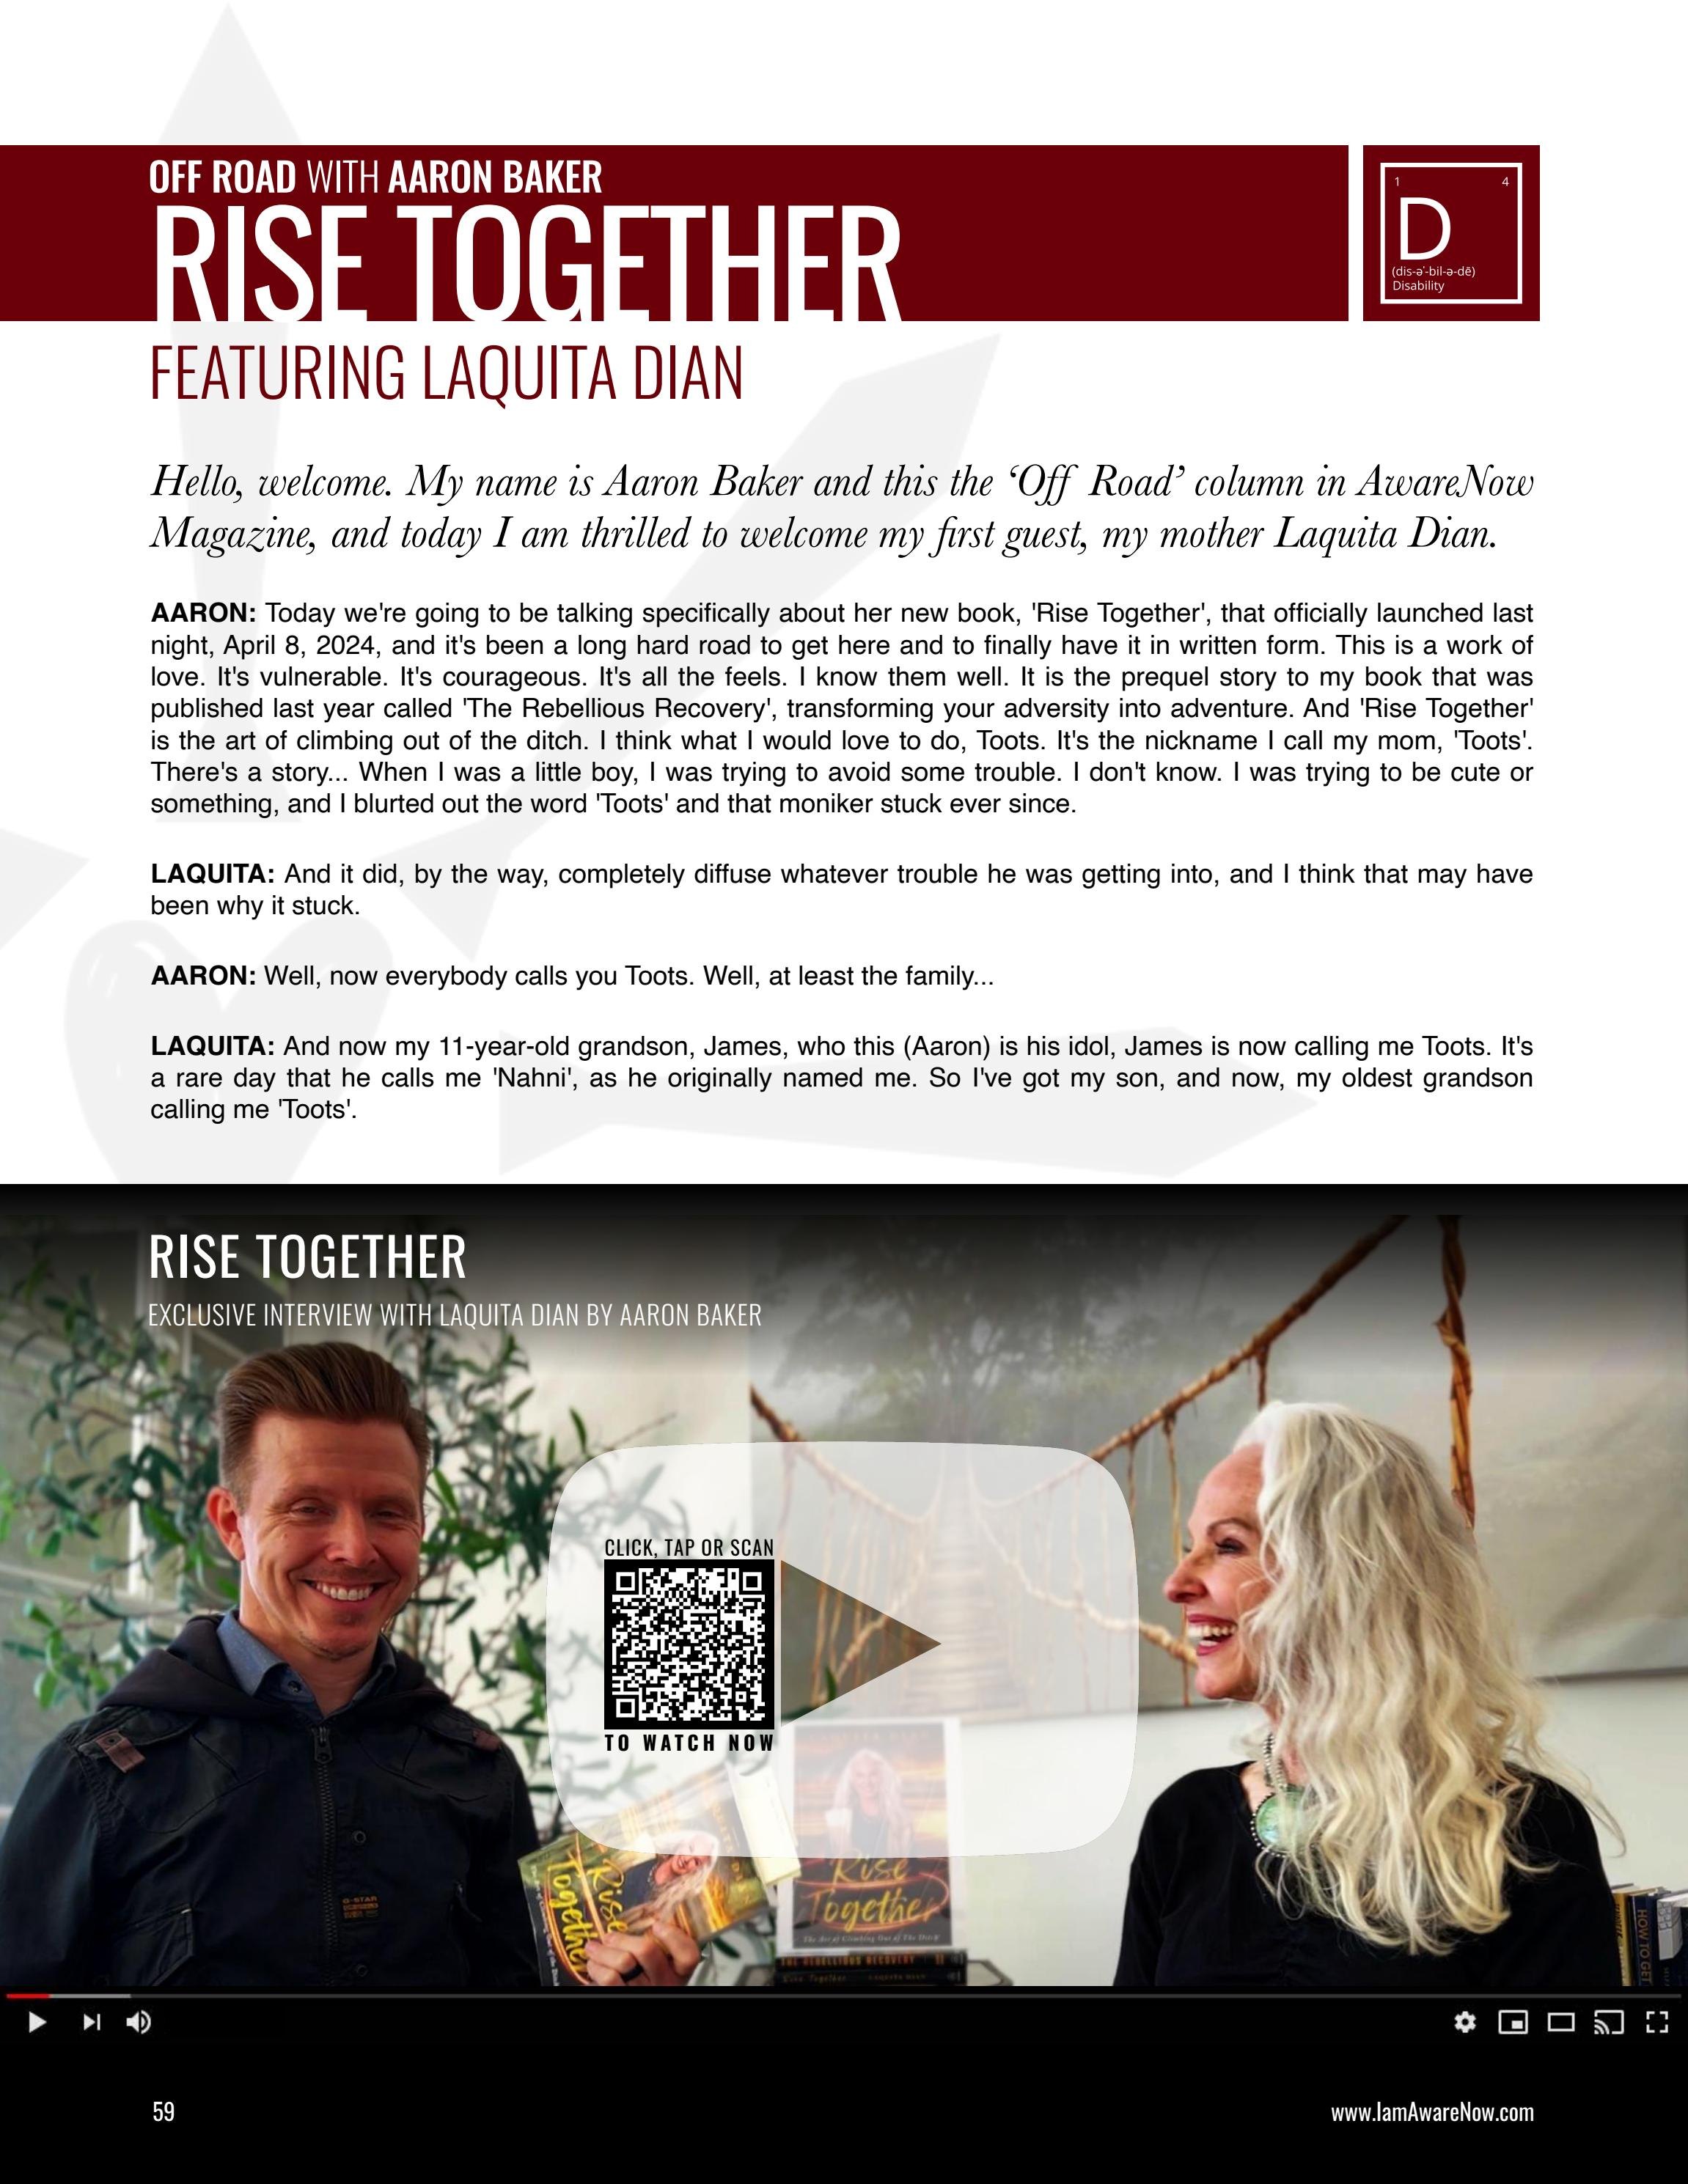 OFF ROAD WITH AARON BAKER
RISE TOGETHER
1 4
D
(dis-ə'-bil-ə-dē)
Disability
FEATURING LAQUITA DIAN
Hello, welcome. My name is Aaron Baker and this the ‘Off Road’ column in AwareNow
Magazine, and today I am thrilled to welcome my first guest, my mother Laquita Dian.
AARON: Today we're going to be talking specifically about her new book, 'Rise Together', that officially launched last
night, April 8, 2024, and it's been a long hard road to get here and to finally have it in written form. This is a work of
love. It's vulnerable. It's courageous. It's all the feels. I know them well. It is the prequel story to my book that was
published last year called 'The Rebellious Recovery', transforming your adversity into adventure. And 'Rise Together'
is the art of climbing out of the ditch. I think what I would love to do, Toots. It's the nickname I call my mom, 'Toots'.
There's a story... When I was a little boy, I was trying to avoid some trouble. I don't know. I was trying to be cute or
something, and I blurted out the word 'Toots' and that moniker stuck ever since.
LAQUITA: And it did, by the way, completely diffuse whatever trouble he was getting into, and I think that may have
been why it stuck.
AARON: Well, now everybody calls you Toots. Well, at least the family...
LAQUITA: And now my 11-year-old grandson, James, who this (Aaron) is his idol, James is now calling me Toots. It's
a rare day that he calls me 'Nahni', as he originally named me. So I've got my son, and now, my oldest grandson
calling me 'Toots'.
RISE TOGETHER
EXCLUSIVE INTERVIEW WITH LAQUITA DIAN BY AARON BAKER
CLICK, TAP OR SCAN
TO WATCH NOW
Rise
Together
Rise
Together
The Art of Climbing Out of The Ditch
THE REBELLIOUS RECOVERY
Rise Together
G-STAR
HOW TO GET
59
www.IamAwareNow.com